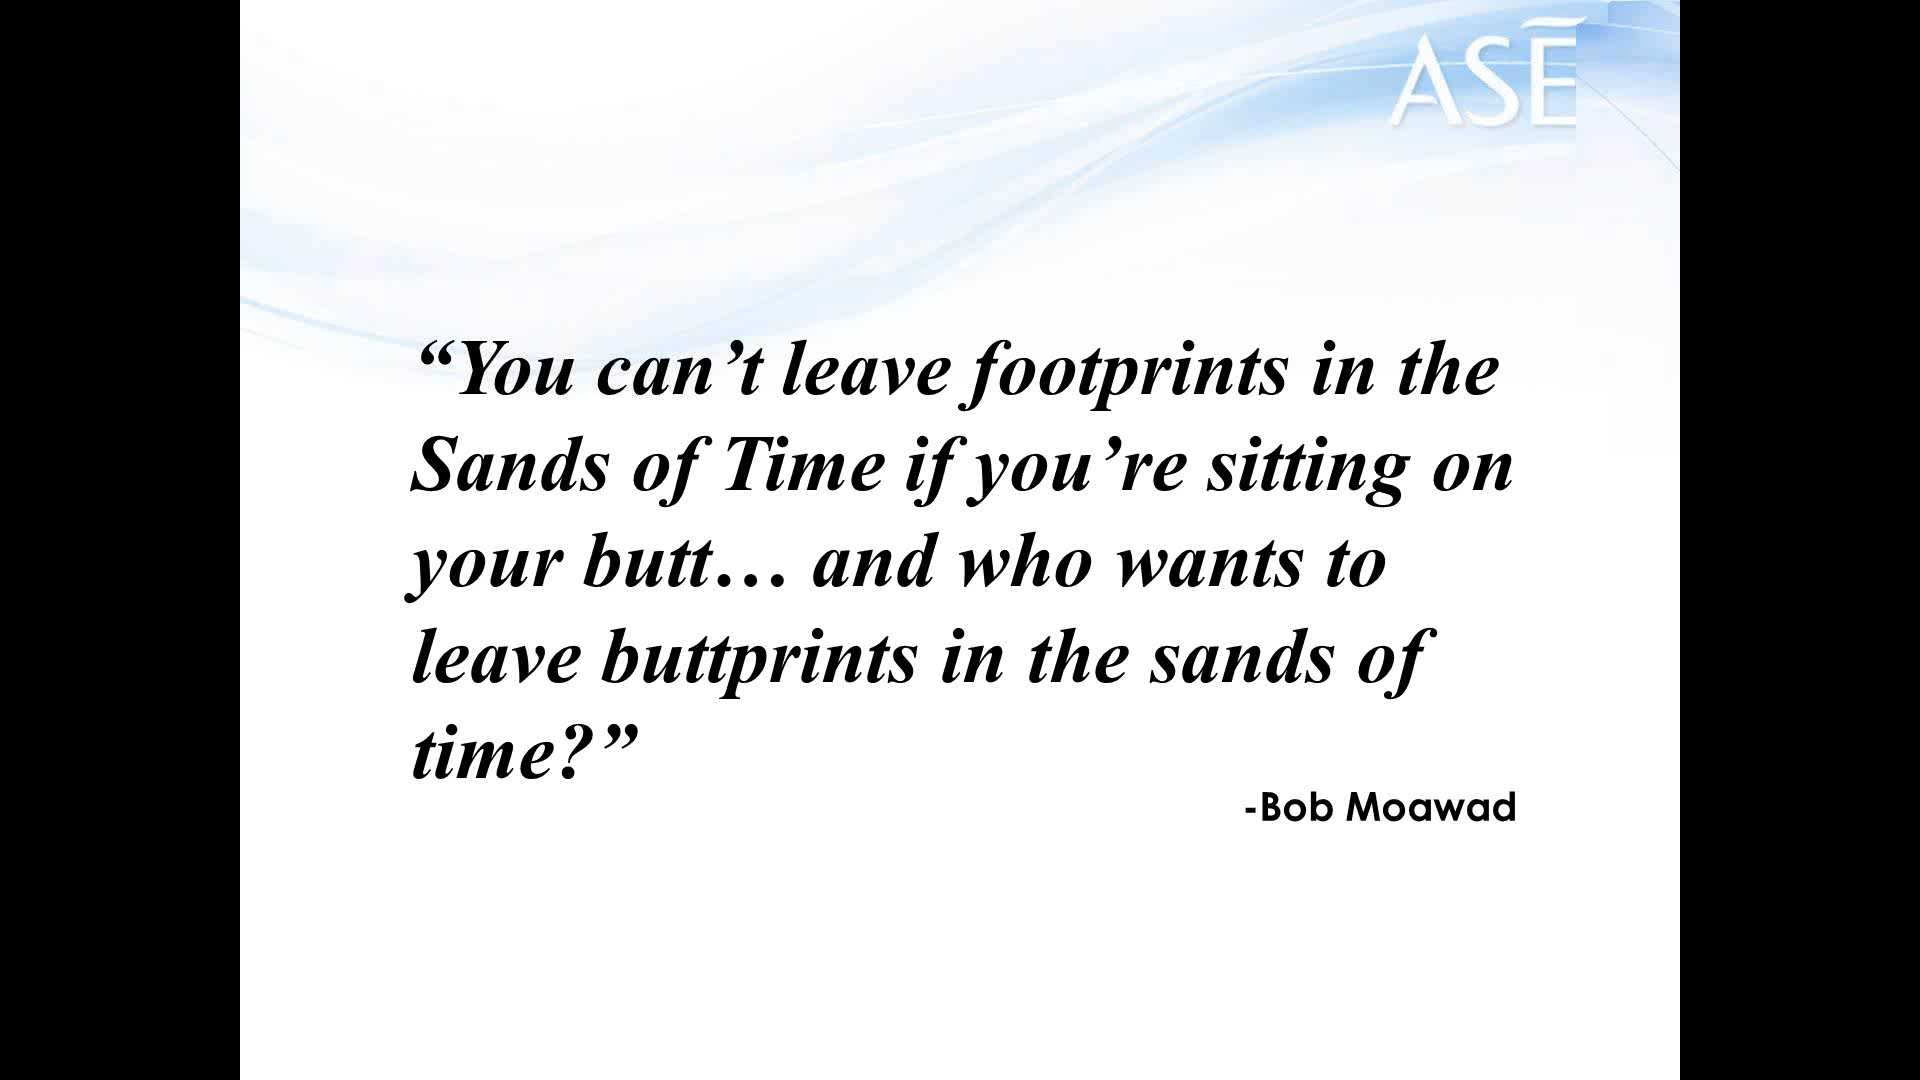 ASE
“You can’t leave footprints in the
Sands of Time if you’re sitting on
your butt… and who wants to
leave buttprints in the sands of
time?”
-Bob Moawad